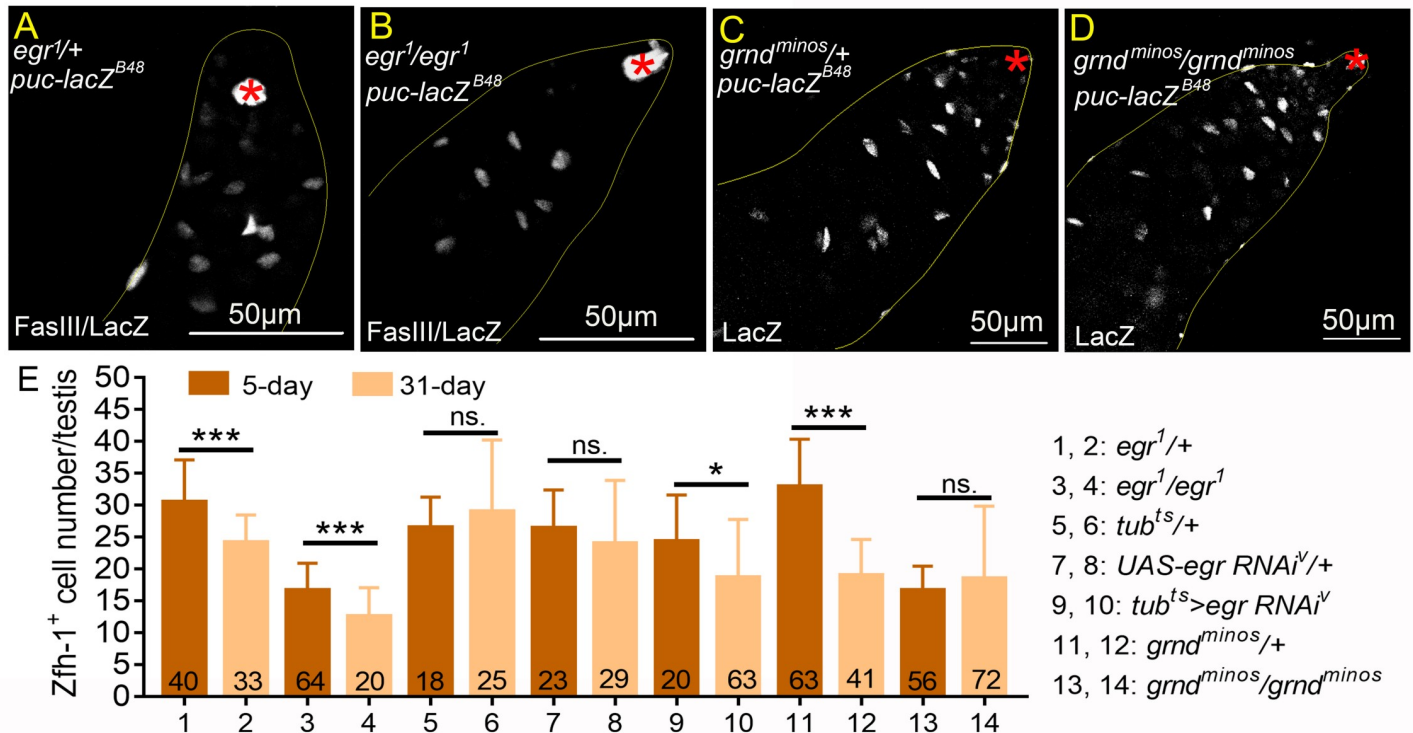 A
egr¹/+
puc-lacZᴮ⁴⁸
*
FasIII/LacZ
50µm
B
egr¹/egr¹
puc-lacZᴮ⁴⁸
*
FasIII/LacZ
50µm
C
grndᵐⁱⁿᵒˢ/+
puc-lacZᴮ⁴⁸
*
LacZ
50µm
D
grndᵐⁱⁿᵒˢ/grndᵐⁱⁿᵒˢ
puc-lacZᴮ⁴⁸
*
LacZ
50µm
E
Zfh-1⁺ cell number/testis
50
45
40
35
30
25
20
15
10
5
0
5-day 31-day
*** *** ns. ns. * *** ns.
40 33 64 20 18 25 23 29 20 63 63 41 56 72
1 2 3 4 5 6 7 8 9 10 11 12 13 14
1, 2: egr¹/+
3, 4: egr¹/egr¹
5, 6: tubᵗˢ/+
7, 8: UAS-egr RNAiᵛ/+
9, 10: tubᵗˢ>egr RNAiᵛ
11, 12: grndᵐⁱⁿᵒˢ/+
13, 14: grndᵐⁱⁿᵒˢ/grndᵐⁱⁿᵒˢ